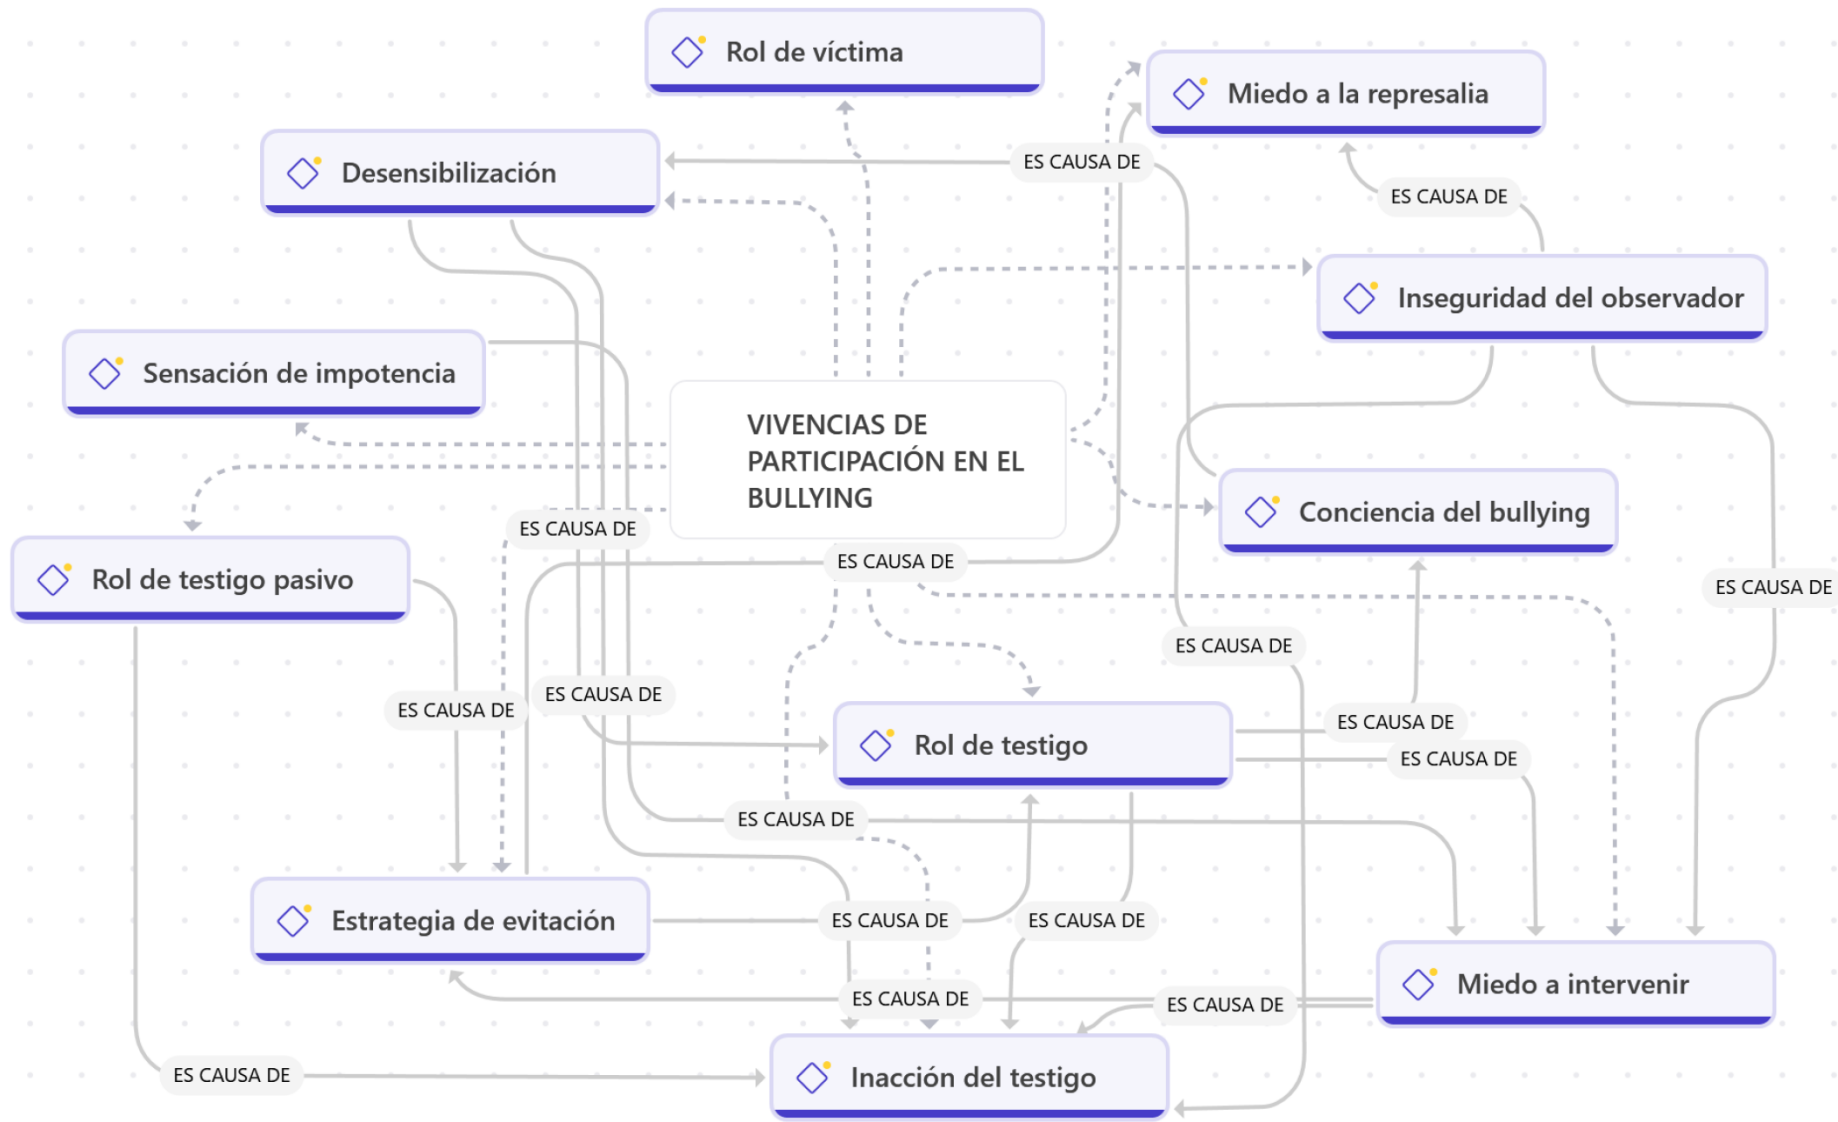 Rol de víctima
Miedo a la represalia
ES CAUSA DE
Desensibilización
ES CAUSA DE
Inseguridad del observador
Sensación de impotencia
VIVENCIAS DE
PARTICIPACIÓN EN EL
BULLYING
Conciencia del bullying
ES CAUSA DE
ES CAUSA DE
Rol de testigo pasivo
ES CAUSA DE
ES CAUSA DE
ES CAUSA DE
ES CAUSA DE
ES CAUSA DE
Rol de testigo
ES CAUSA DE
ES CAUSA DE
Estrategia de evitación
ES CAUSA DE
ES CAUSA DE
Miedo a intervenir
ES CAUSA DE
ES CAUSA DE
ES CAUSA DE
Inacción del testigo